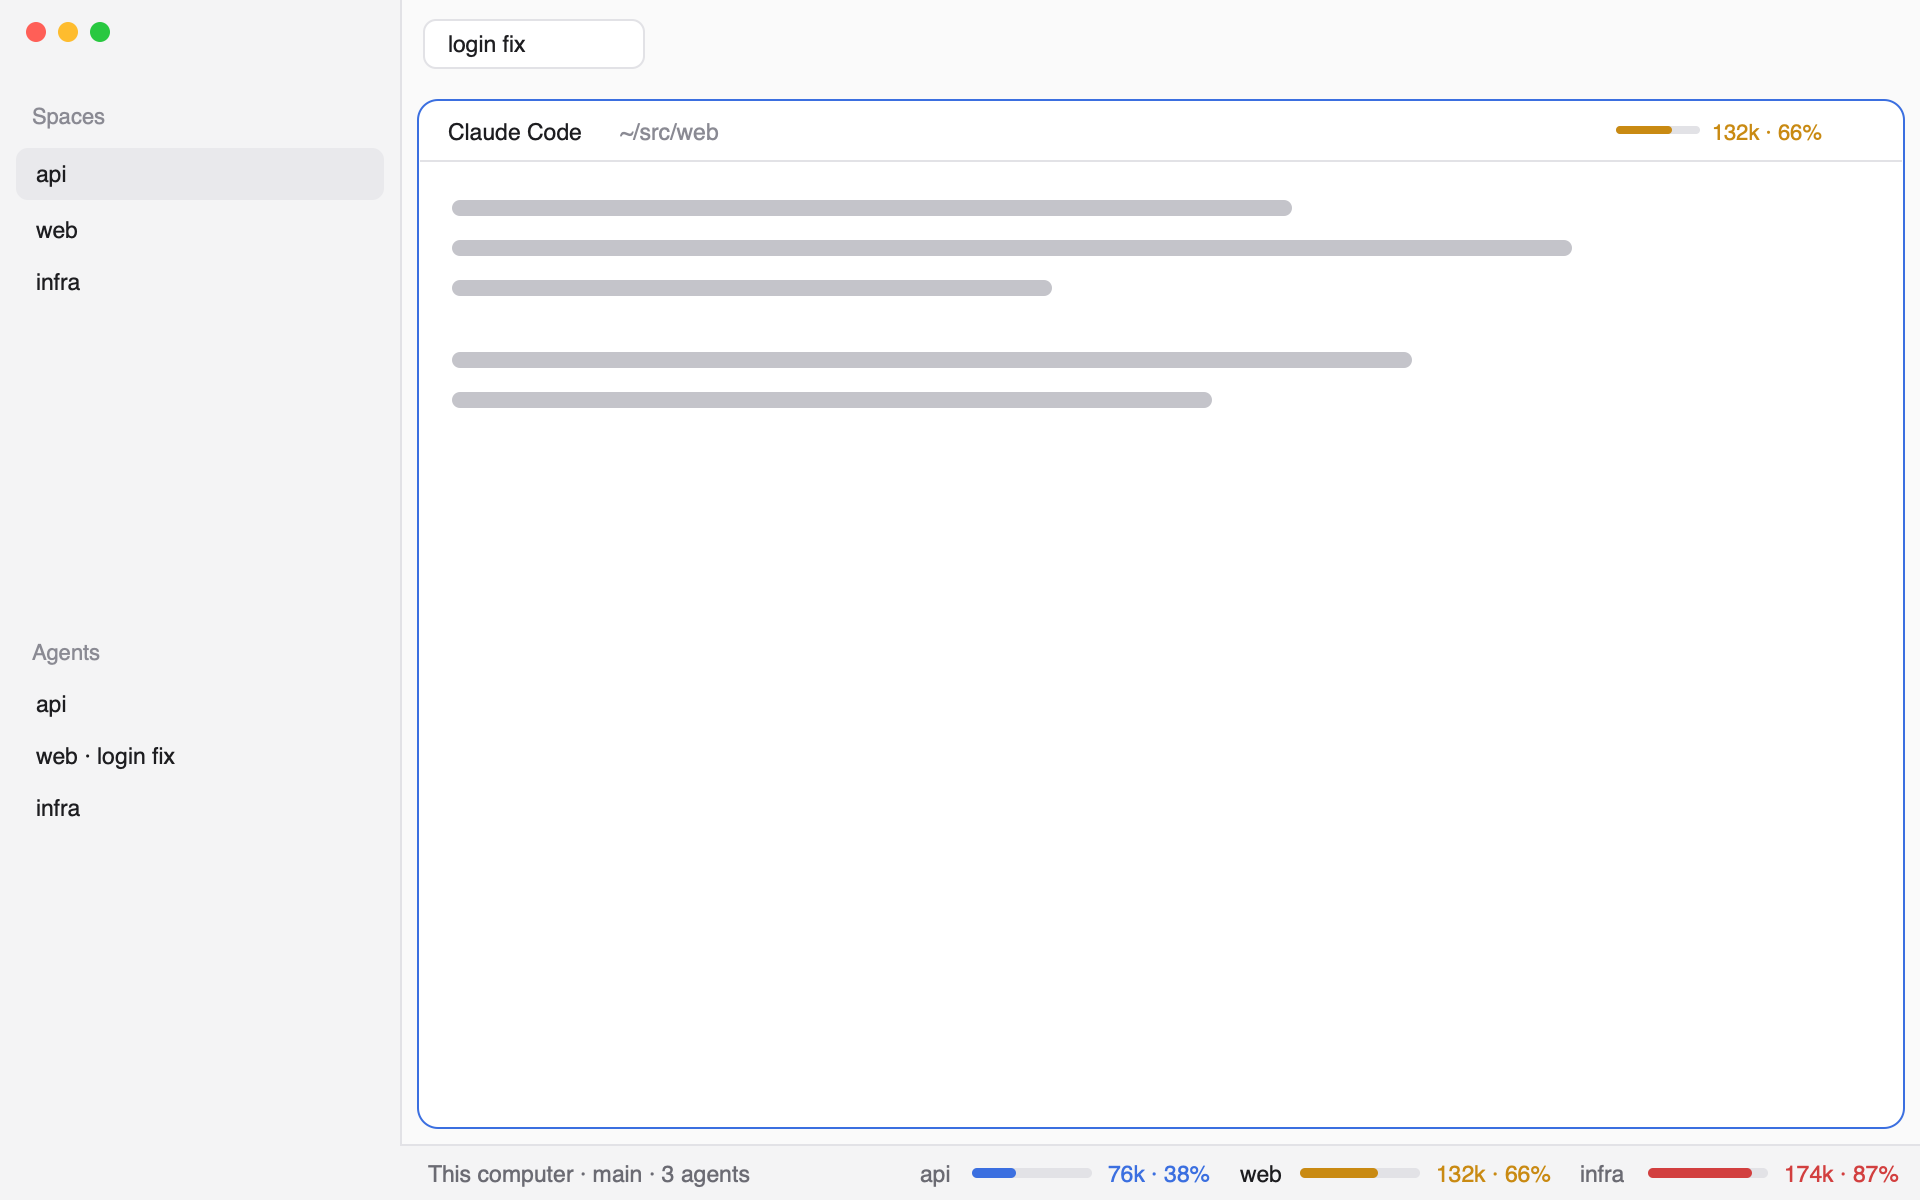 Spaces
api
web
infra
Agents
api
web · login fix
infra
login fix
Claude Code ~/src/web 132k · 66%
This computer · main · 3 agents api 76k · 38% web 132k · 66% infra 174k · 87%